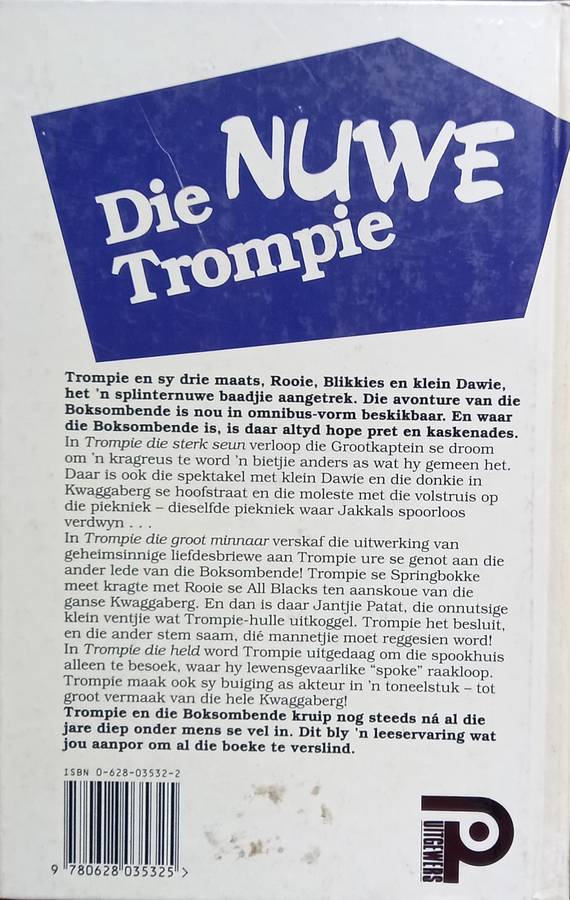 Die NUWE
Trompie
Trompie en sy drie maats, Rooie, Blikkies en klein Dawie,
het 'n splinternuwe baadjie aangetrek. Die avonture van die
Boksombende is nou in omnibus-vorm beskikbaar. En waar
die Boksombende is, is daar altyd hope pret en kaskenades.
In Trompie die sterk seun verloop die Grootkaptein se droom
om 'n kragreus te word 'n bietjie anders as wat hy gemeen het.
Daar is ook die spektakel met klein Dawie en die donkie in
Kwaggaberg se hoofstraat en die moleste met die volstruis op
die piekniek – dieselfde piekniek waar Jakkals spoorloos
verdwyn . . .
In Trompie die groot minnaar verskaf die uitwerking van
geheimsinnige liefdesbriewe aan Trompie ure se genot aan die
ander lede van die Boksombende! Trompie se Springbokke
meet kragte met Rooie se All Blacks ten aanskoue van die
ganse Kwaggaberg. En dan is daar Jantjie Patat, die onnutsige
klein ventjie wat Trompie-hulle uitkoggel. Trompie het besluit,
en die ander stem saam, dié mannetjie moet reggesien word!
In Trompie die held word Trompie uitgedaag om die spookhuis
alleen te besoek, waar hy lewensgevaarlike “spoke” raakloop.
Trompie maak ook sy buiging as akteur in 'n toneelstuk – tot
groot vermaak van die hele Kwaggaberg!
Trompie en die Boksombende kruip nog steeds ná al die
jare diep onder mens se vel in. Dit bly 'n leeservaring wat
jou aanpor om al die boeke te verslind.
ISBN 0-628-03532-2
9 780628 035325 >
UITGEWERS